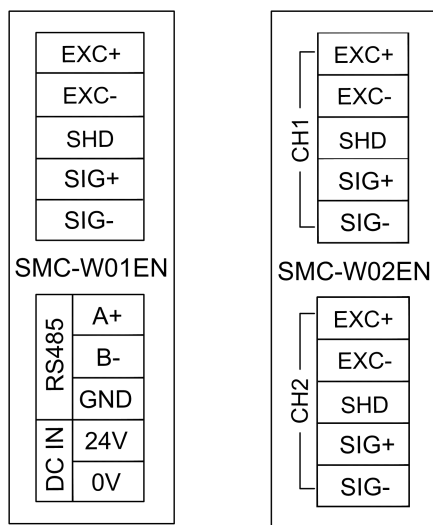 EXC+
EXC-
SHD
SIG+
SIG-
SMC-W01EN
RS485
A+
B-
GND
DC IN
24V
0V
CH1
EXC+
EXC-
SHD
SIG+
SIG-
SMC-W02EN
CH2
EXC+
EXC-
SHD
SIG+
SIG-